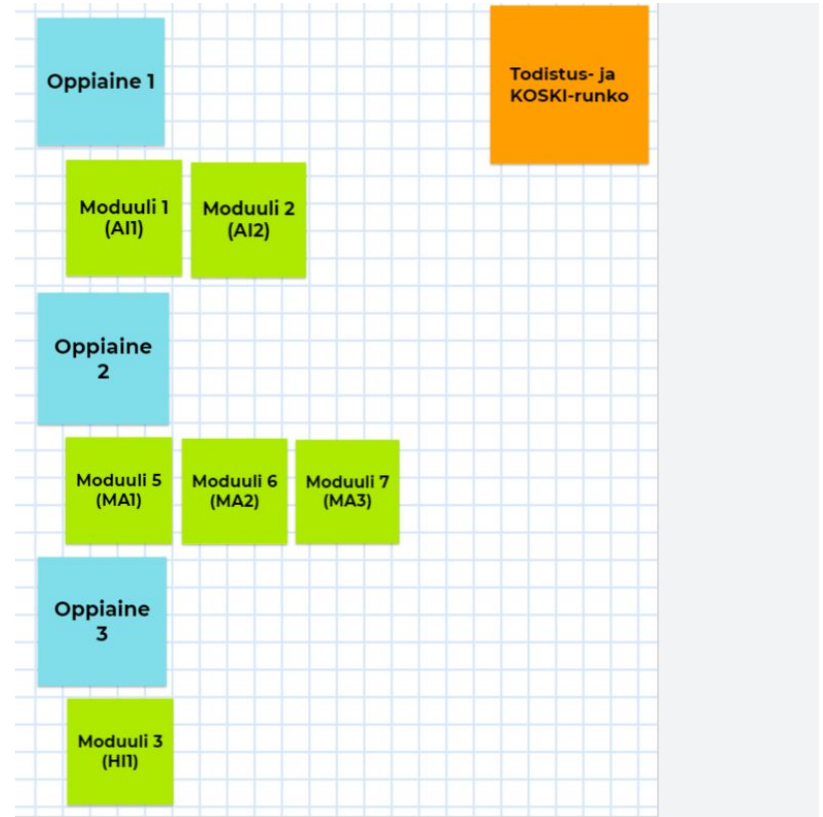 Oppiaine 1
Todistus- ja
KOSKI-runko
Moduuli 1
(AI1)
Moduuli 2
(AI2)
Oppiaine
2
Moduuli 5
(MA1)
Moduuli 6
(MA2)
Moduuli 7
(MA3)
Oppiaine
3
Moduuli 3
(HI1)